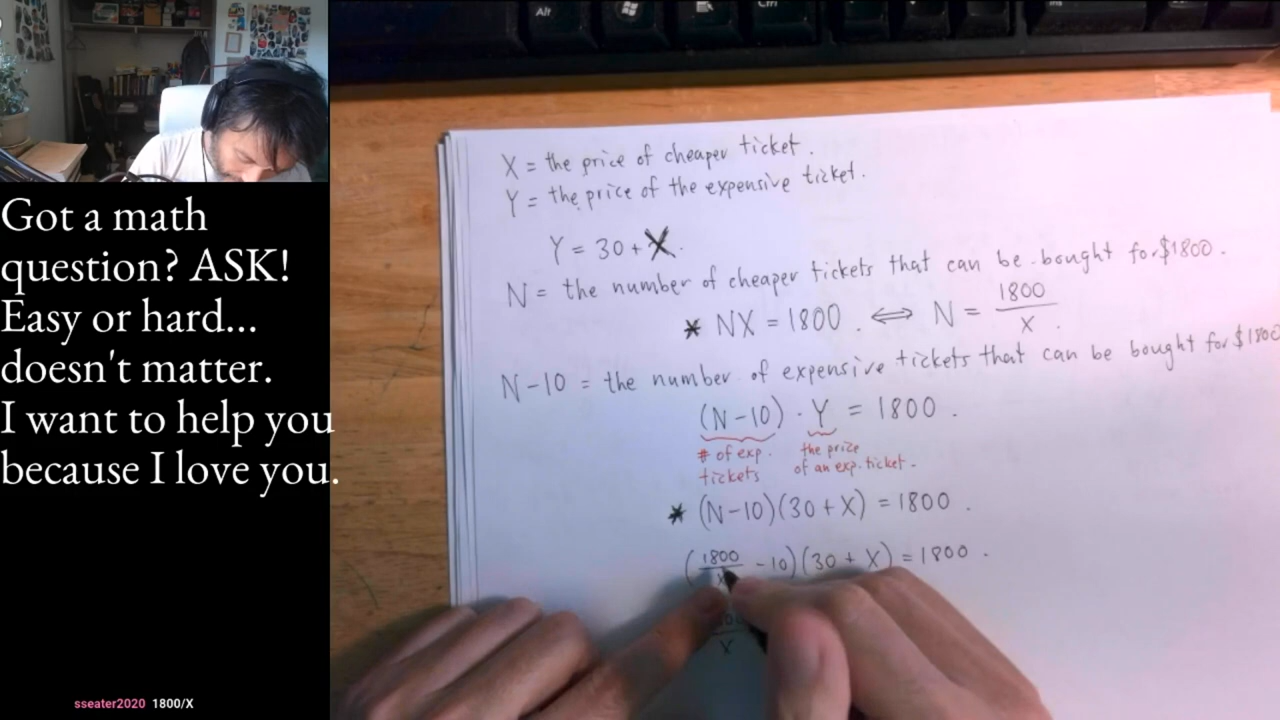 Alt
Ctrl
Got a math
question? ASK!
Easy or hard...
doesn't matter.
I want to help you
because I love you.
sseater2020 1800/X
X = the price of cheaper ticket.
Y = the price of the expensive ticket.
Y = 30 + X.
N = the number of cheaper tickets that can be bought for $1800.
* NX = 1800. ⟺ N = 1800/X.
N-10 = the number of expensive tickets that can be bought for $1800
(N-10) · Y = 1800.
# of exp. tickets
the price of an exp. ticket.
* (N-10)(30+X) = 1800.
(1800/X - 10)(30 + X) = 1800.
X